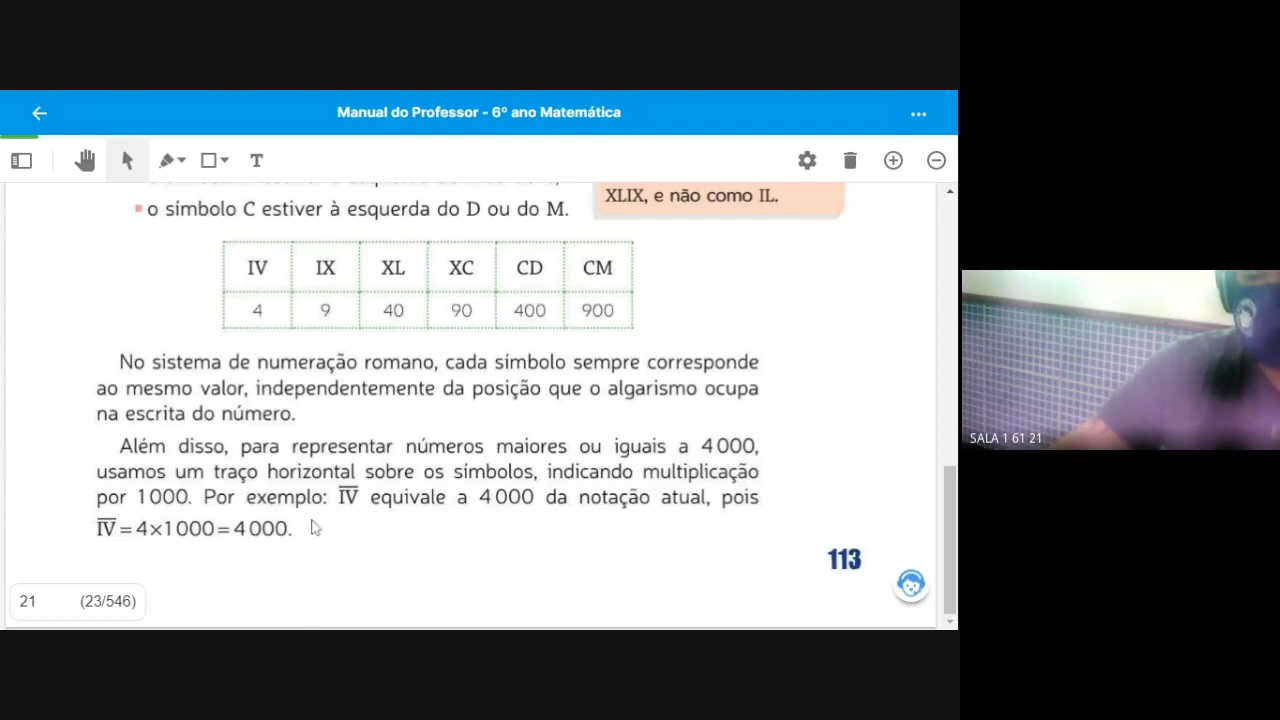 Manual do Professor - 6º ano Matemática
T
XLIX, e não como IL.
o símbolo C estiver à esquerda do D ou do M.
IV IX XL XC CD CM
4 9 40 90 400 900
No sistema de numeração romano, cada símbolo sempre corresponde
ao mesmo valor, independentemente da posição que o algarismo ocupa
na escrita do número.
Além disso, para representar números maiores ou iguais a 4 000,
usamos um traço horizontal sobre os símbolos, indicando multiplicação
por 1 000. Por exemplo: I̅V̅ equivale a 4 000 da notação atual, pois
I̅V̅ = 4 × 1 000 = 4 000.
113
21 (23/546)
SALA 1 61 21